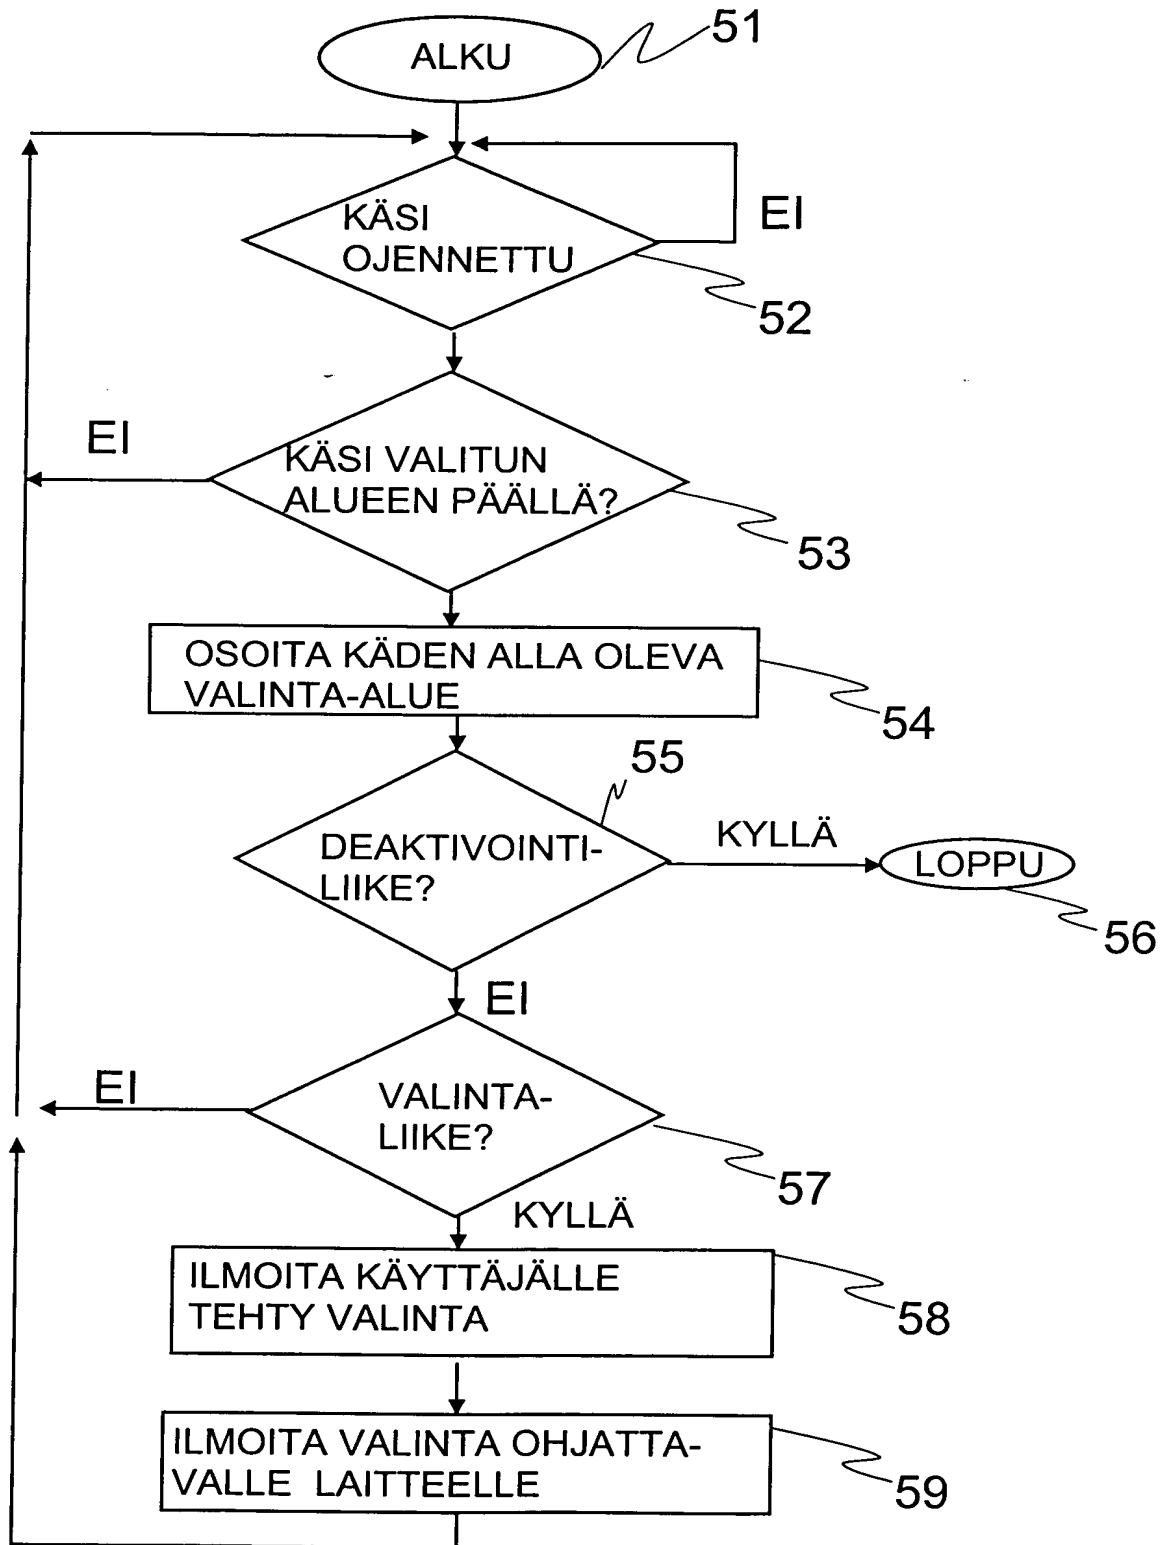 51
ALKU
KÄSI
OJENNETTU
EI
52
EI
KÄSI VALITUN
ALUEEN PÄÄLLÄ?
53
OSOITA KÄDEN ALLA OLEVA
VALINTA-ALUE
54
55
DEAKTIVOINTI-
LIIKE?
KYLLÄ
LOPPU
56
EI
EI
VALINTA-
LIIKE?
57
KYLLÄ
ILMOITA KÄYTTÄJÄLLE
TEHTY VALINTA
58
ILMOITA VALINTA OHJATTA-
VALLE LAITTEELLE
59